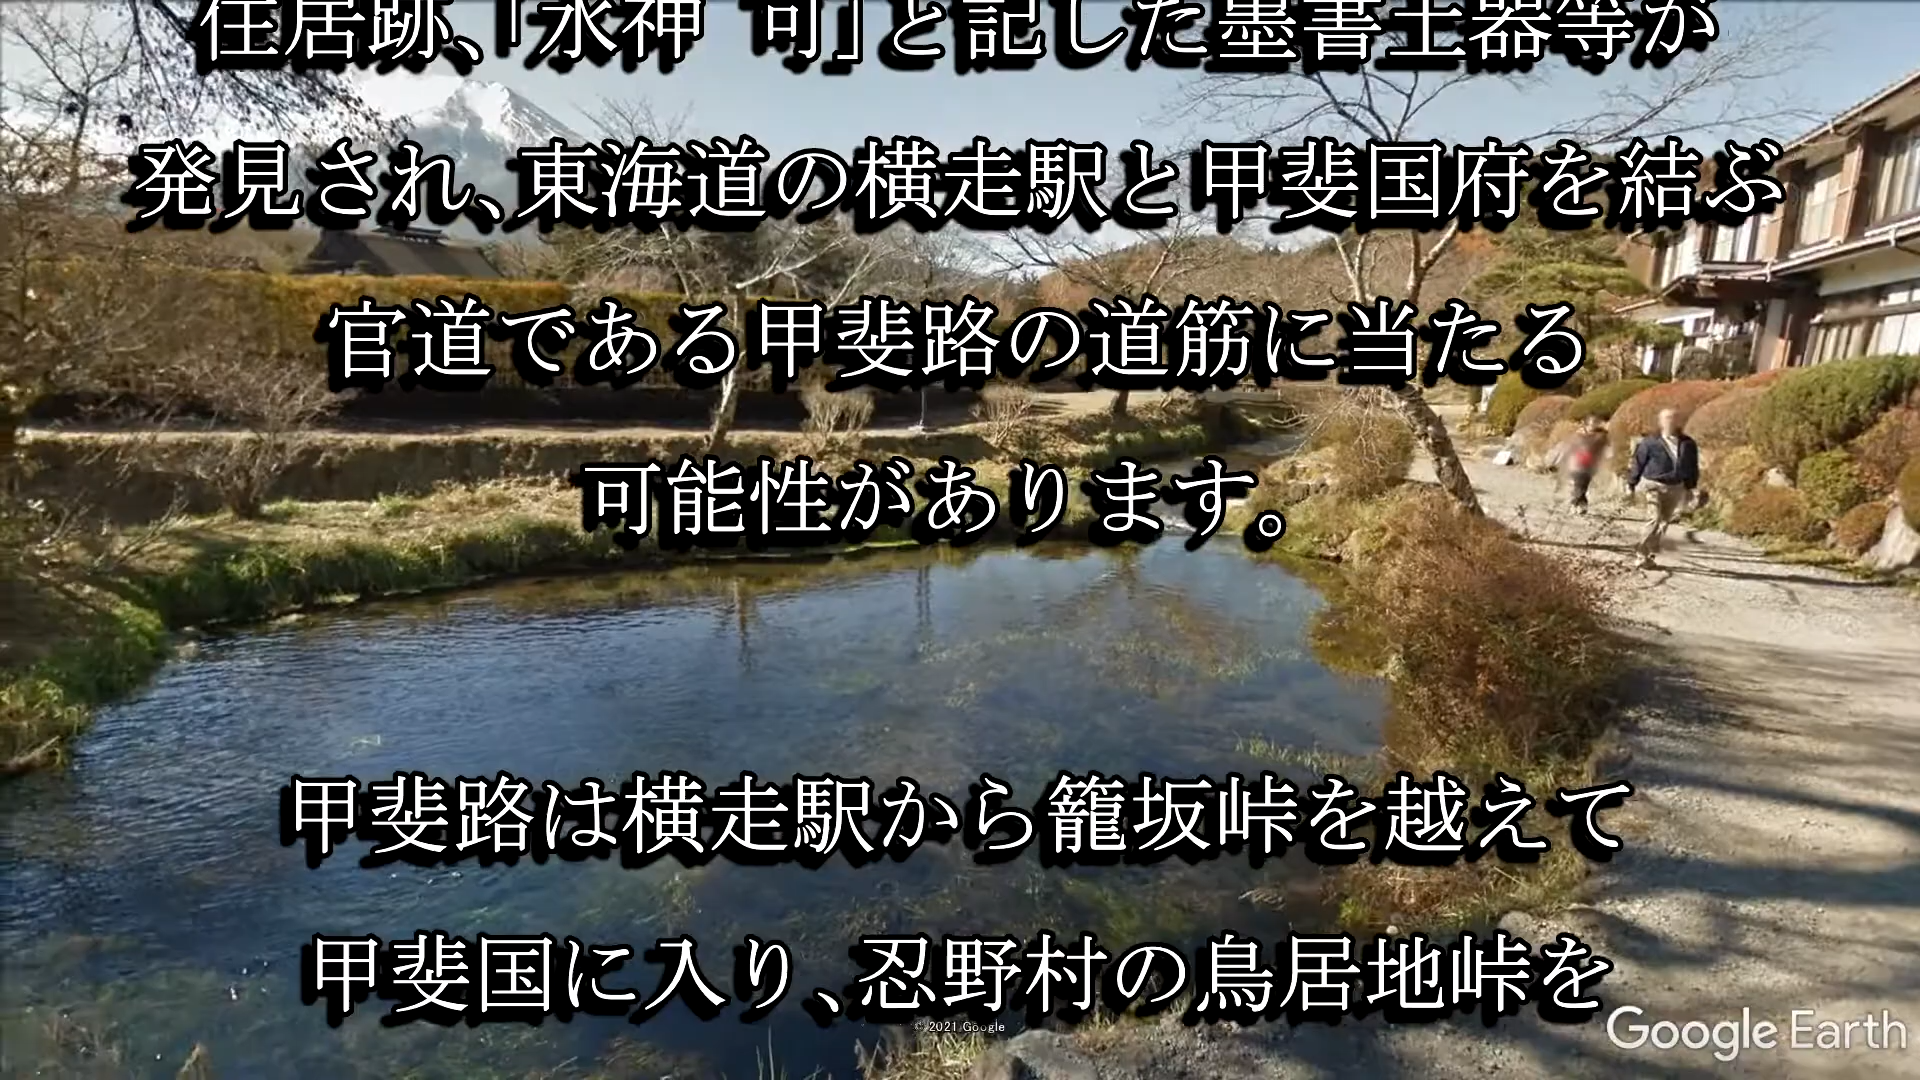 住居跡、「水神 可」と記した墨書土器等が
発見され、東海道の横走駅と甲斐国府を結ぶ
官道である甲斐路の道筋に当たる
可能性があります。
甲斐路は横走駅から籠坂峠を越えて
甲斐国に入り、忍野村の鳥居地峠を
© 2021 Google
Google Earth